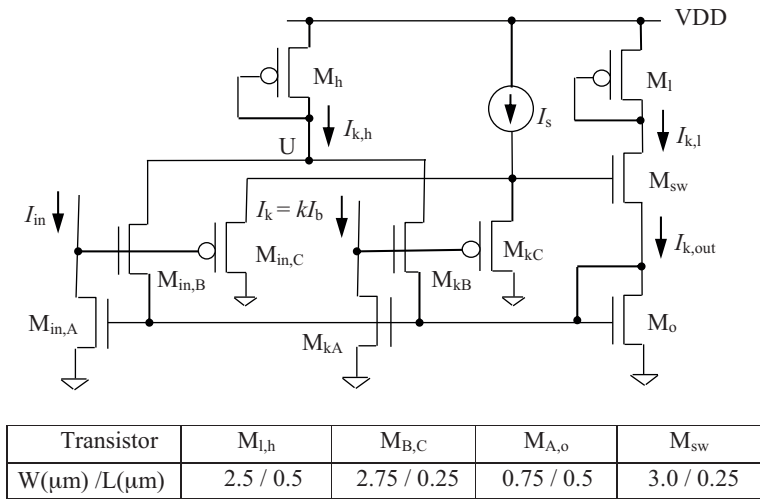 VDD
M_h
M_l
I_s
I_k,h
I_k,l
U
M_sw
I_in
I_k = kI_b
M_in,C
M_kC
I_k,out
M_in,B
M_kB
M_in,A
M_kA
M_o
Transistor M_l,h M_B,C M_A,o M_sw
W(μm) /L(μm) 2.5 / 0.5 2.75 / 0.25 0.75 / 0.5 3.0 / 0.25